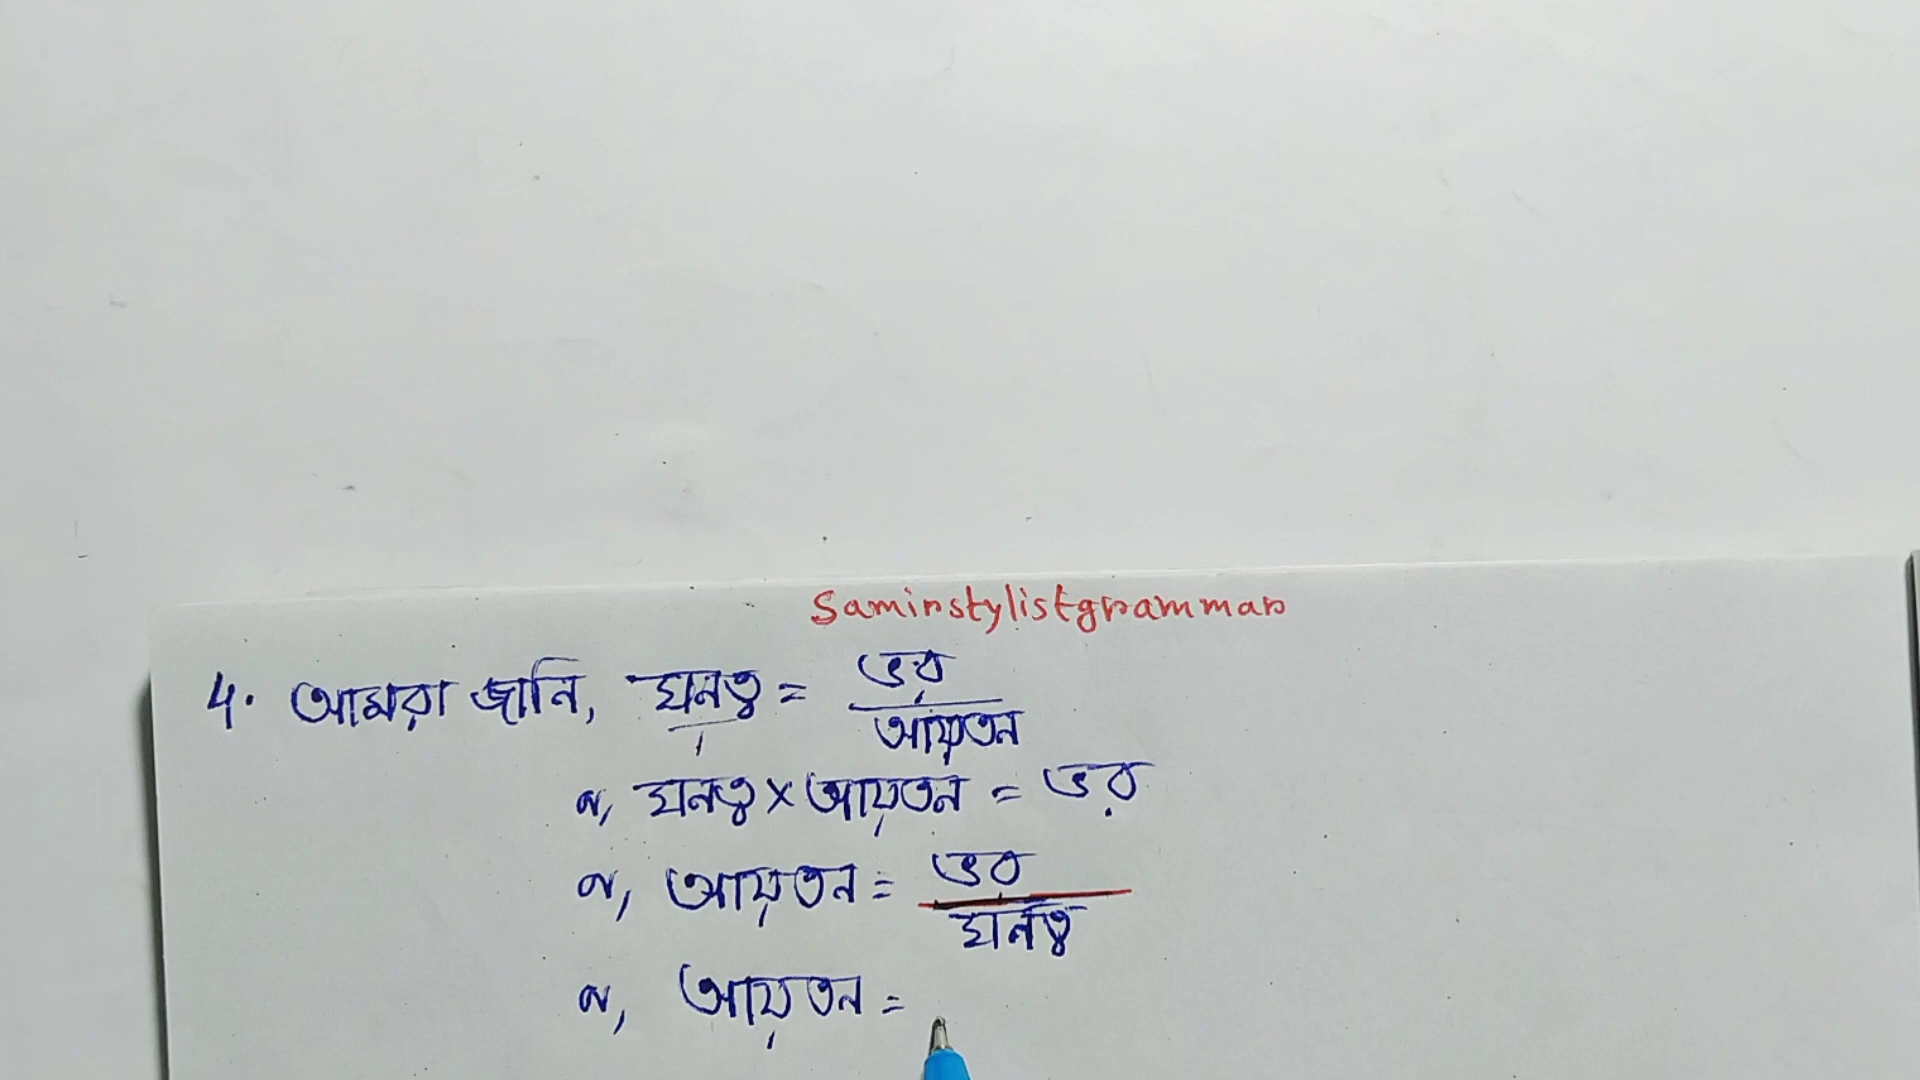 Saminstylistgrammar
4. আমরা জানি, ঘনত্ব = ভর / আয়তন
বা, ঘনত্ব × আয়তন = ভর
বা, আয়তন = ভর / ঘনত্ব
বা, আয়তন =